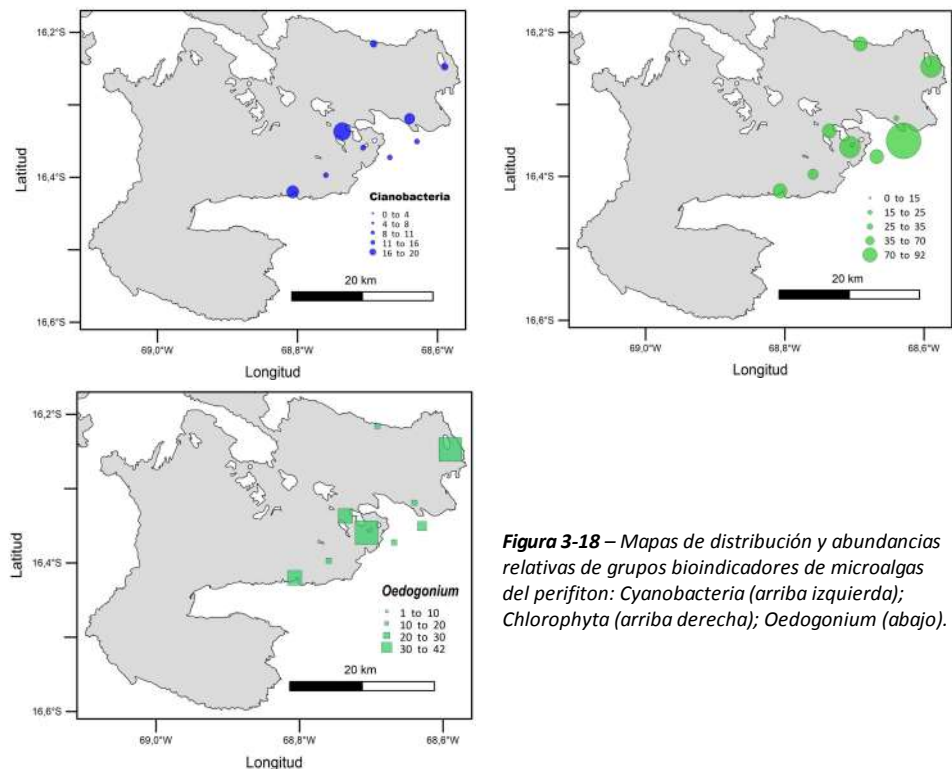 16,2°S
16,4°S
16,6°S
Latitud
Cianobacteria
0 to 4
4 to 8
8 to 11
11 to 16
16 to 20
20 km
69,0°W
68,8°W
68,6°W
Longitud
16,2°S
16,4°S
16,6°S
Latitud
0 to 15
15 to 25
25 to 35
35 to 70
70 to 92
20 km
69,0°W
68,8°W
68,6°W
Longitud
16,2°S
16,4°S
16,6°S
Latitud
Oedogonium
1 to 10
10 to 20
20 to 30
30 to 42
20 km
69,0°W
68,8°W
68,6°W
Longitud
Figura 3-18 – Mapas de distribución y abundancias
relativas de grupos bioindicadores de microalgas
del perifiton: Cyanobacteria (arriba izquierda);
Chlorophyta (arriba derecha); Oedogonium (abajo).